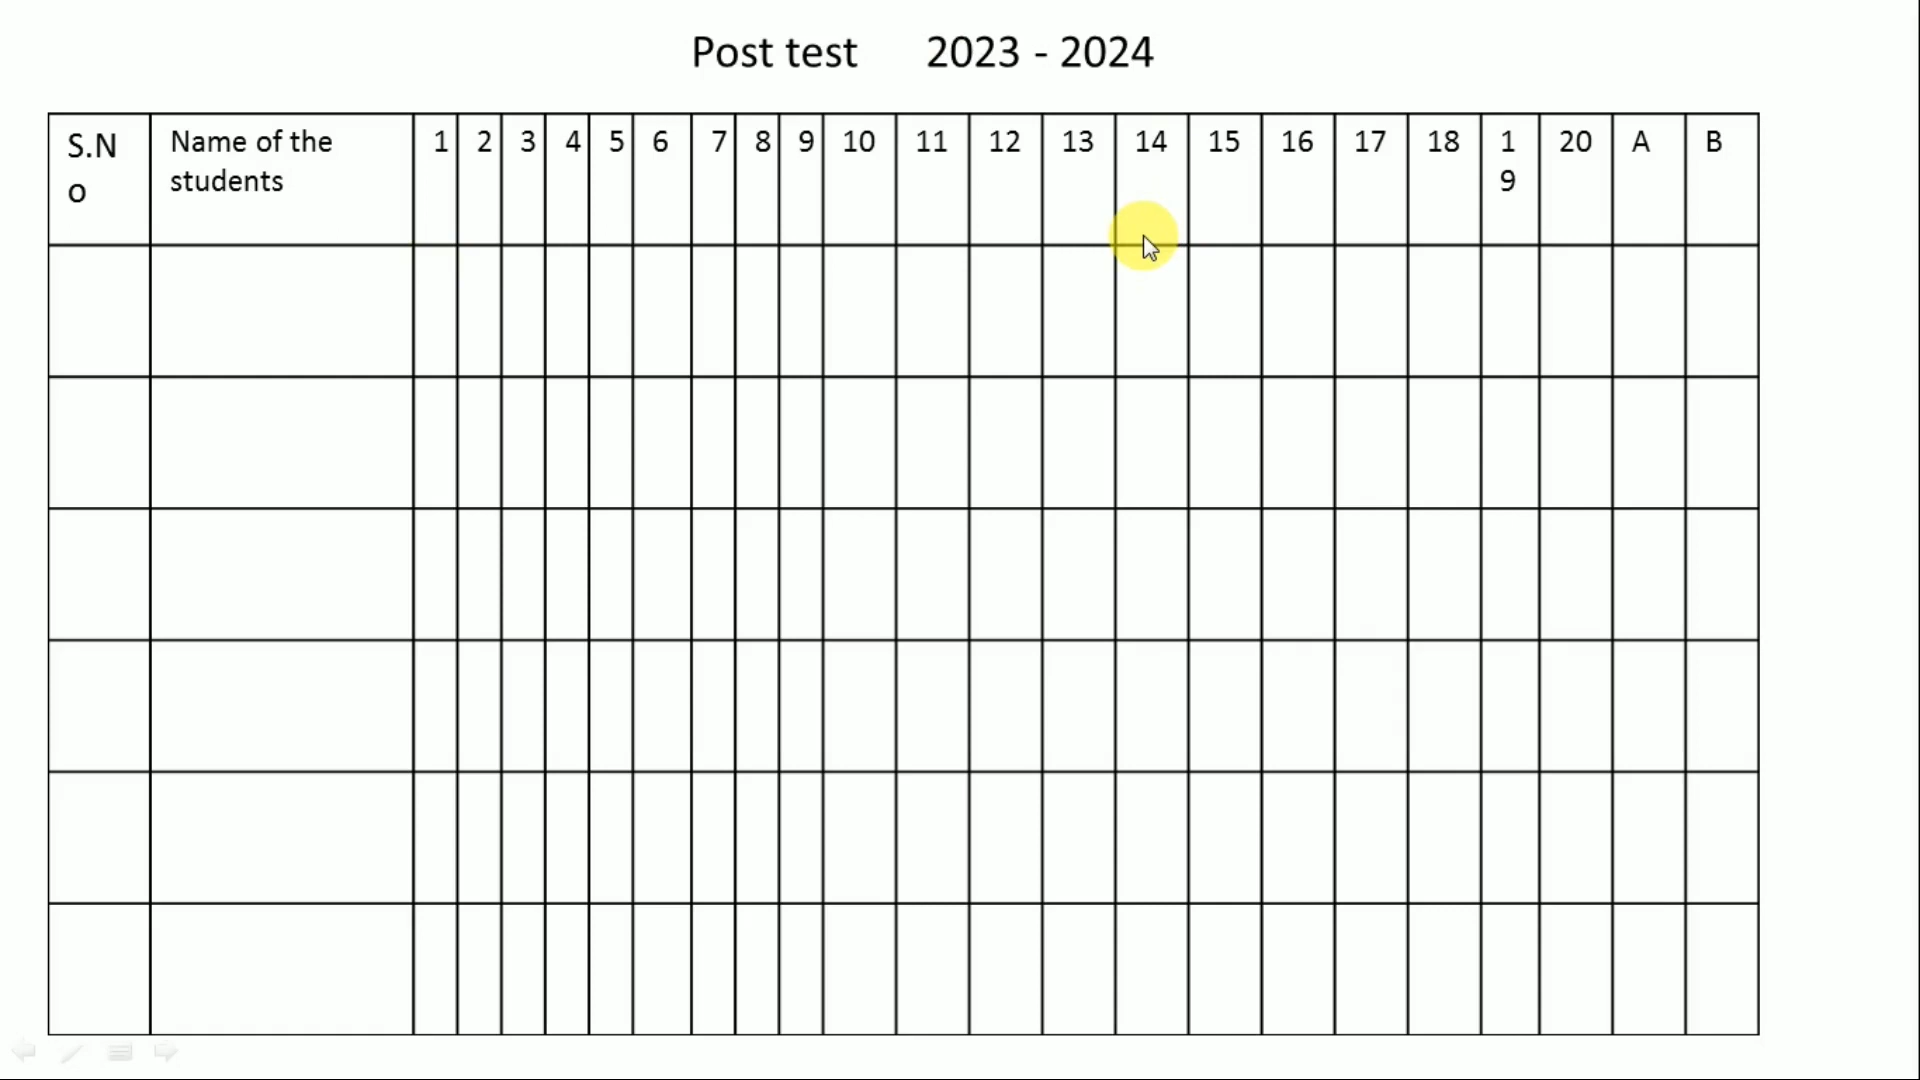 Post test 2023 - 2024
S.N
o
Name of the
students
1 2 3 4 5 6 7 8 9 10 11 12 13 14 15 16 17 18 1
9
20 A B